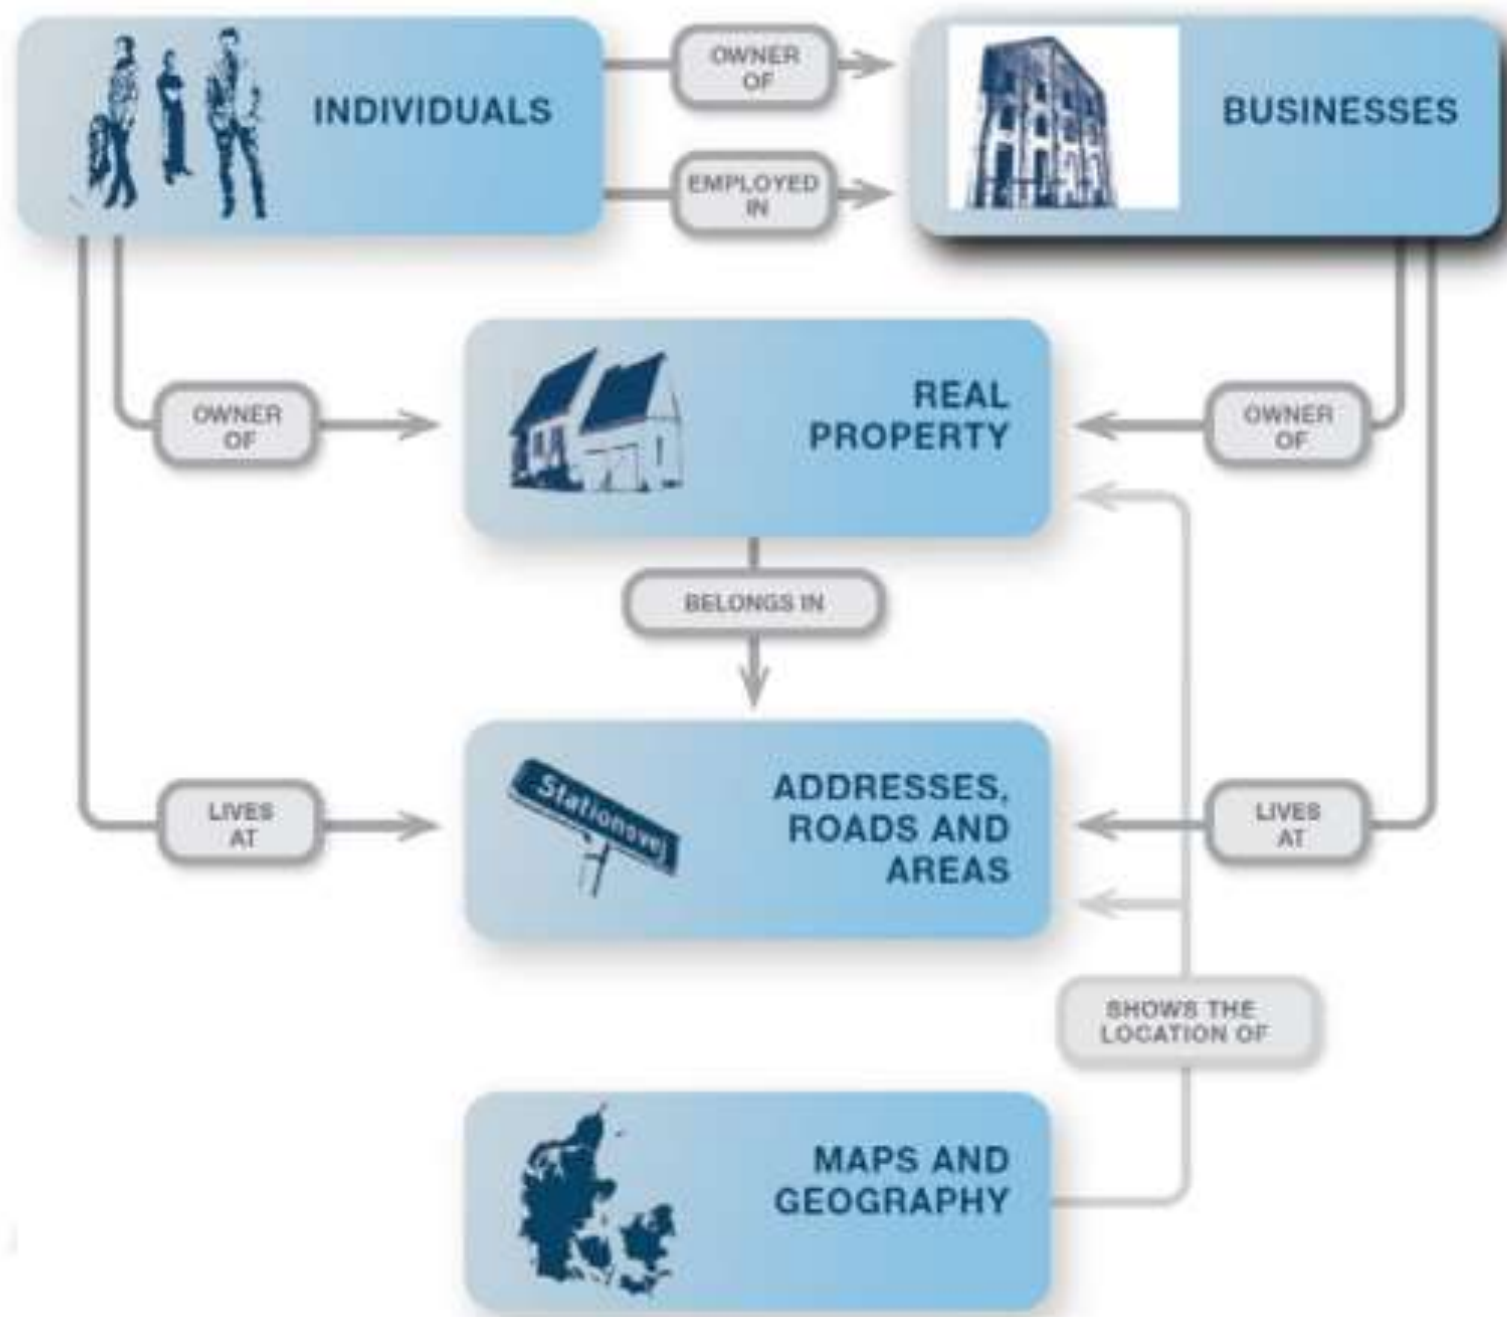 INDIVIDUALS
OWNER
OF
BUSINESSES
EMPLOYED
IN
REAL
PROPERTY
OWNER
OF
OWNER
OF
BELONGS IN
Stationsvej
ADDRESSES,
ROADS AND
AREAS
LIVES
AT
LIVES
AT
SHOWS THE
LOCATION OF
MAPS AND
GEOGRAPHY